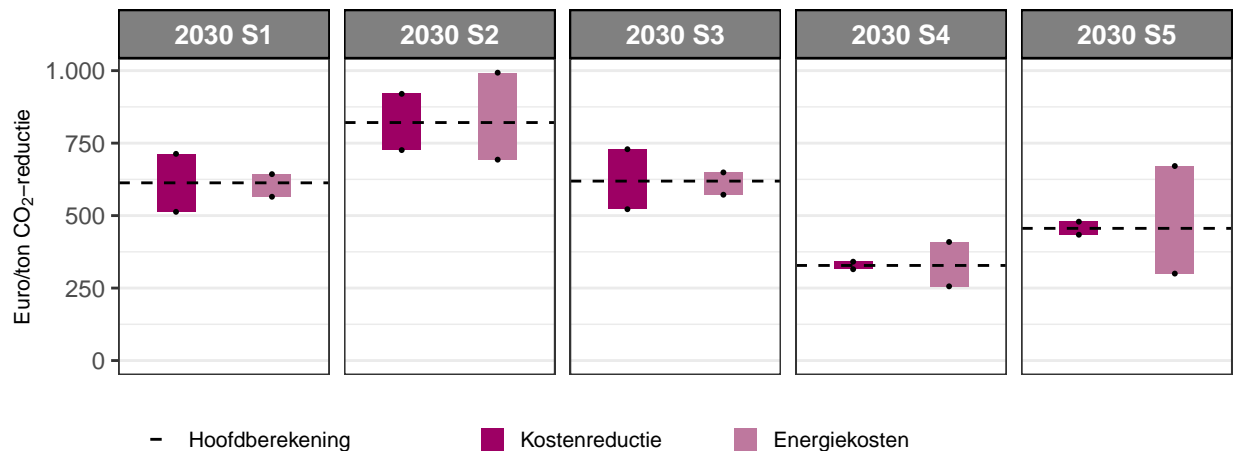 2030 S1
2030 S2
2030 S3
2030 S4
2030 S5
Euro/ton CO₂−reductie
1.000
750
500
250
0
Hoofdberekening
Kostenreductie
Energiekosten